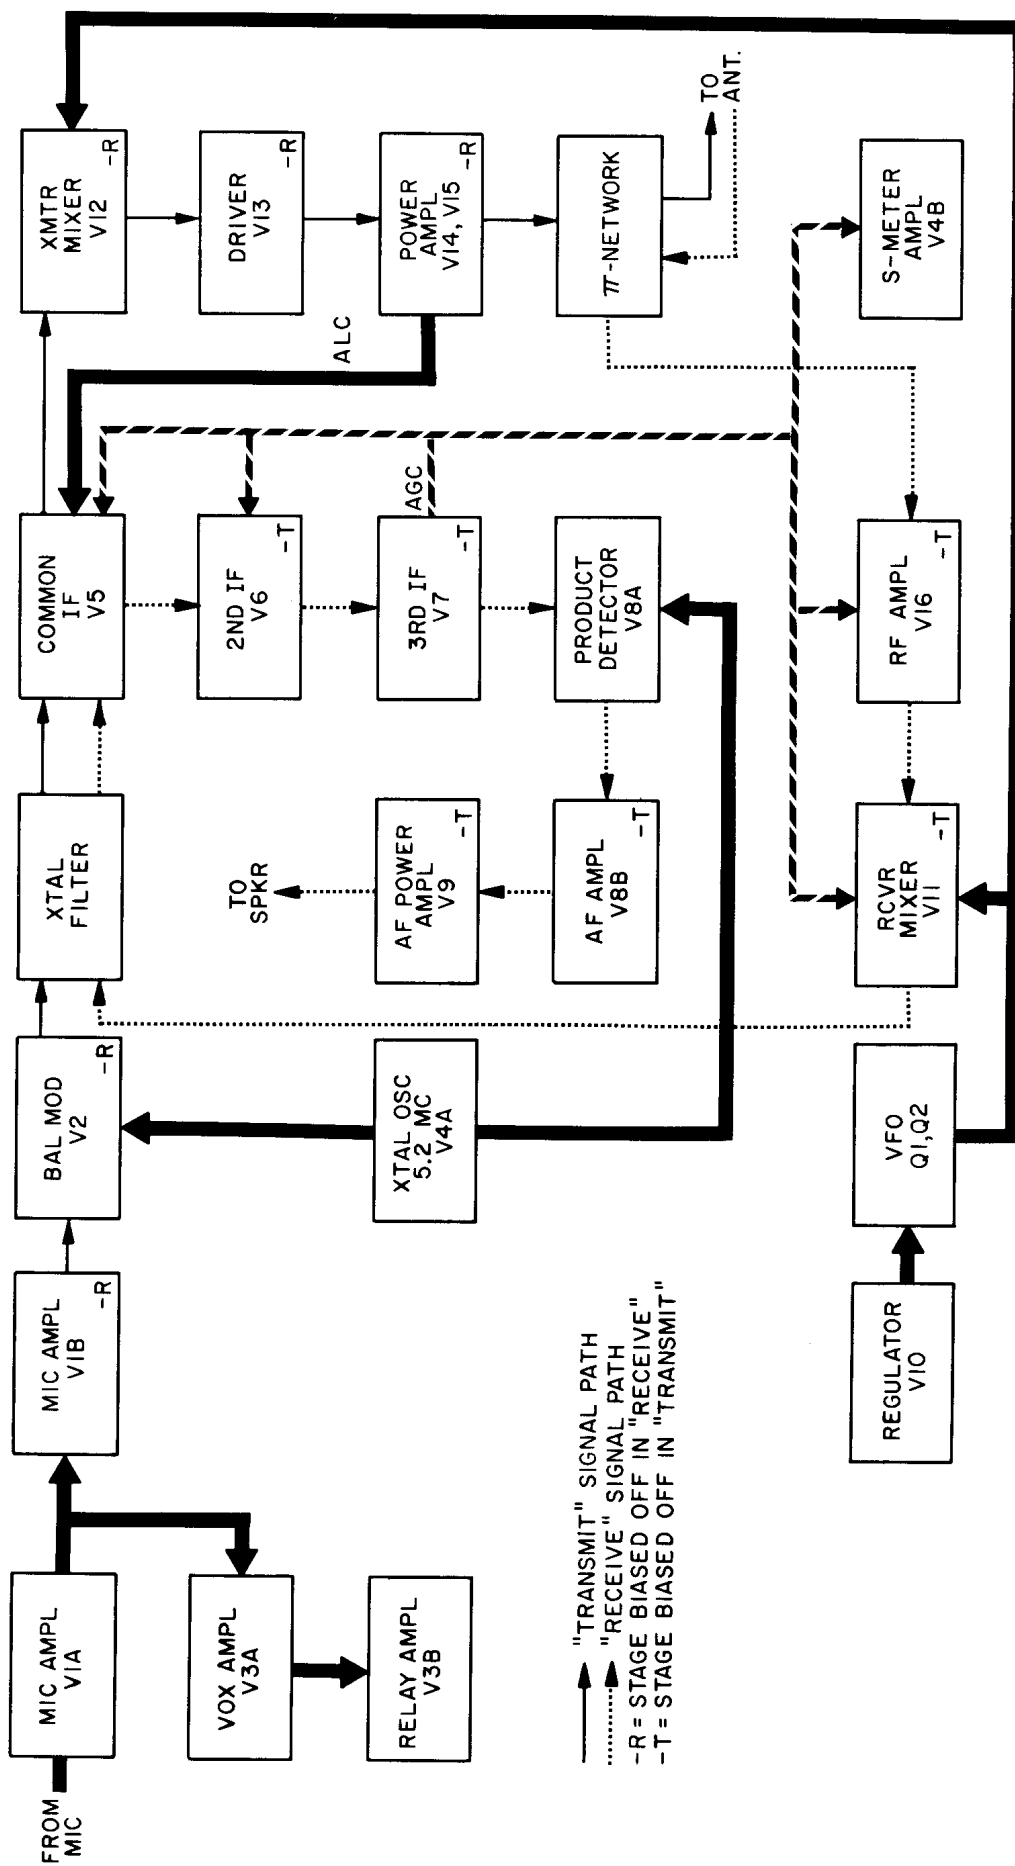 FROM
MIC
MIC AMPL
V1A
MIC AMPL
V1B
-R
BAL MOD
V2
-R
XTAL
FILTER
COMMON
IF
V5
XMTR
MIXER
V12
-R
VOX AMPL
V3A
RELAY AMPL
V3B
XTAL OSC
5.2 MC
V4A
TO
SPKR
AF POWER
AMPL
V9
-T
AF AMPL
V8B
-T
2ND IF
V6
-T
3RD IF
V7
-T
AGC
PRODUCT
DETECTOR
V8A
ALC
DRIVER
V13
-R
POWER
AMPL
V14, V15
-R
π-NETWORK
TO
ANT.
"TRANSMIT" SIGNAL PATH
"RECEIVE" SIGNAL PATH
-R = STAGE BIASED OFF IN "RECEIVE"
-T = STAGE BIASED OFF IN "TRANSMIT"
REGULATOR
V10
VFO
Q1,Q2
RCVR
MIXER
V11
-T
RF AMPL
V16
-T
S-METER
AMPL
V4B